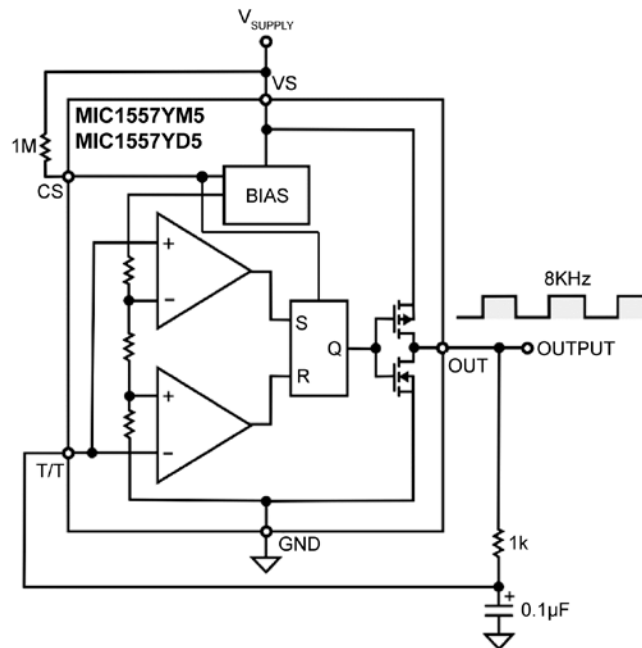 VSUPPLY
VS
MIC1557YM5
MIC1557YD5
1M
CS
BIAS
+
−
8KHz
S
Q
R
OUT
OUTPUT
+
−
T/T
GND
1k
+
0.1µF